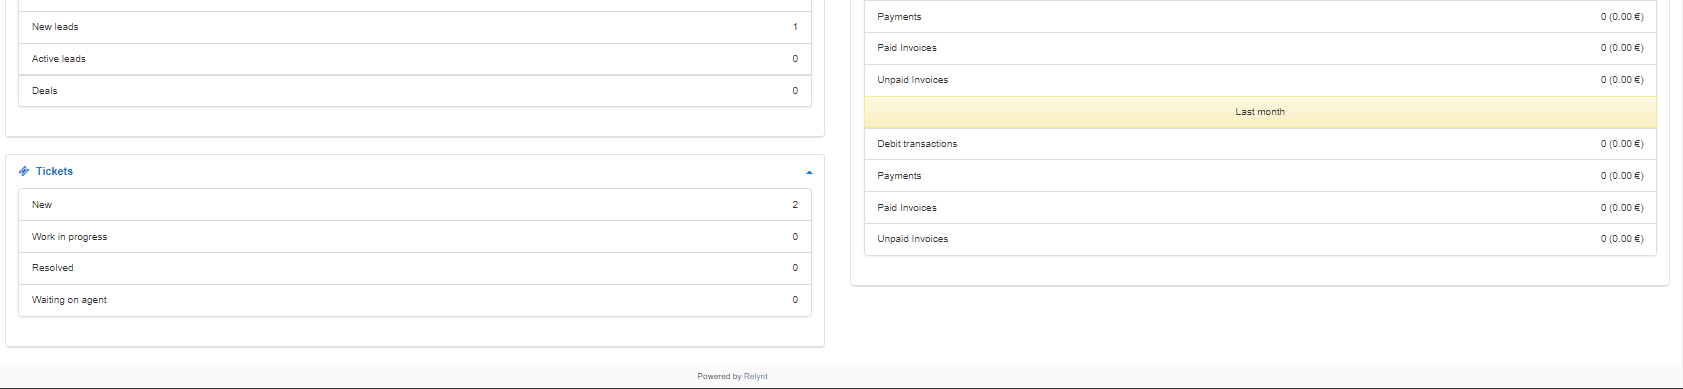 New leads 1
Active leads 0
Deals 0
Tickets
New 2
Work in progress 0
Resolved 0
Waiting on agent 0
Payments 0 (0.00 €)
Paid Invoices 0 (0.00 €)
Unpaid Invoices 0 (0.00 €)
Last month
Debit transactions 0 (0.00 €)
Payments 0 (0.00 €)
Paid Invoices 0 (0.00 €)
Unpaid Invoices 0 (0.00 €)
Powered by Relynt